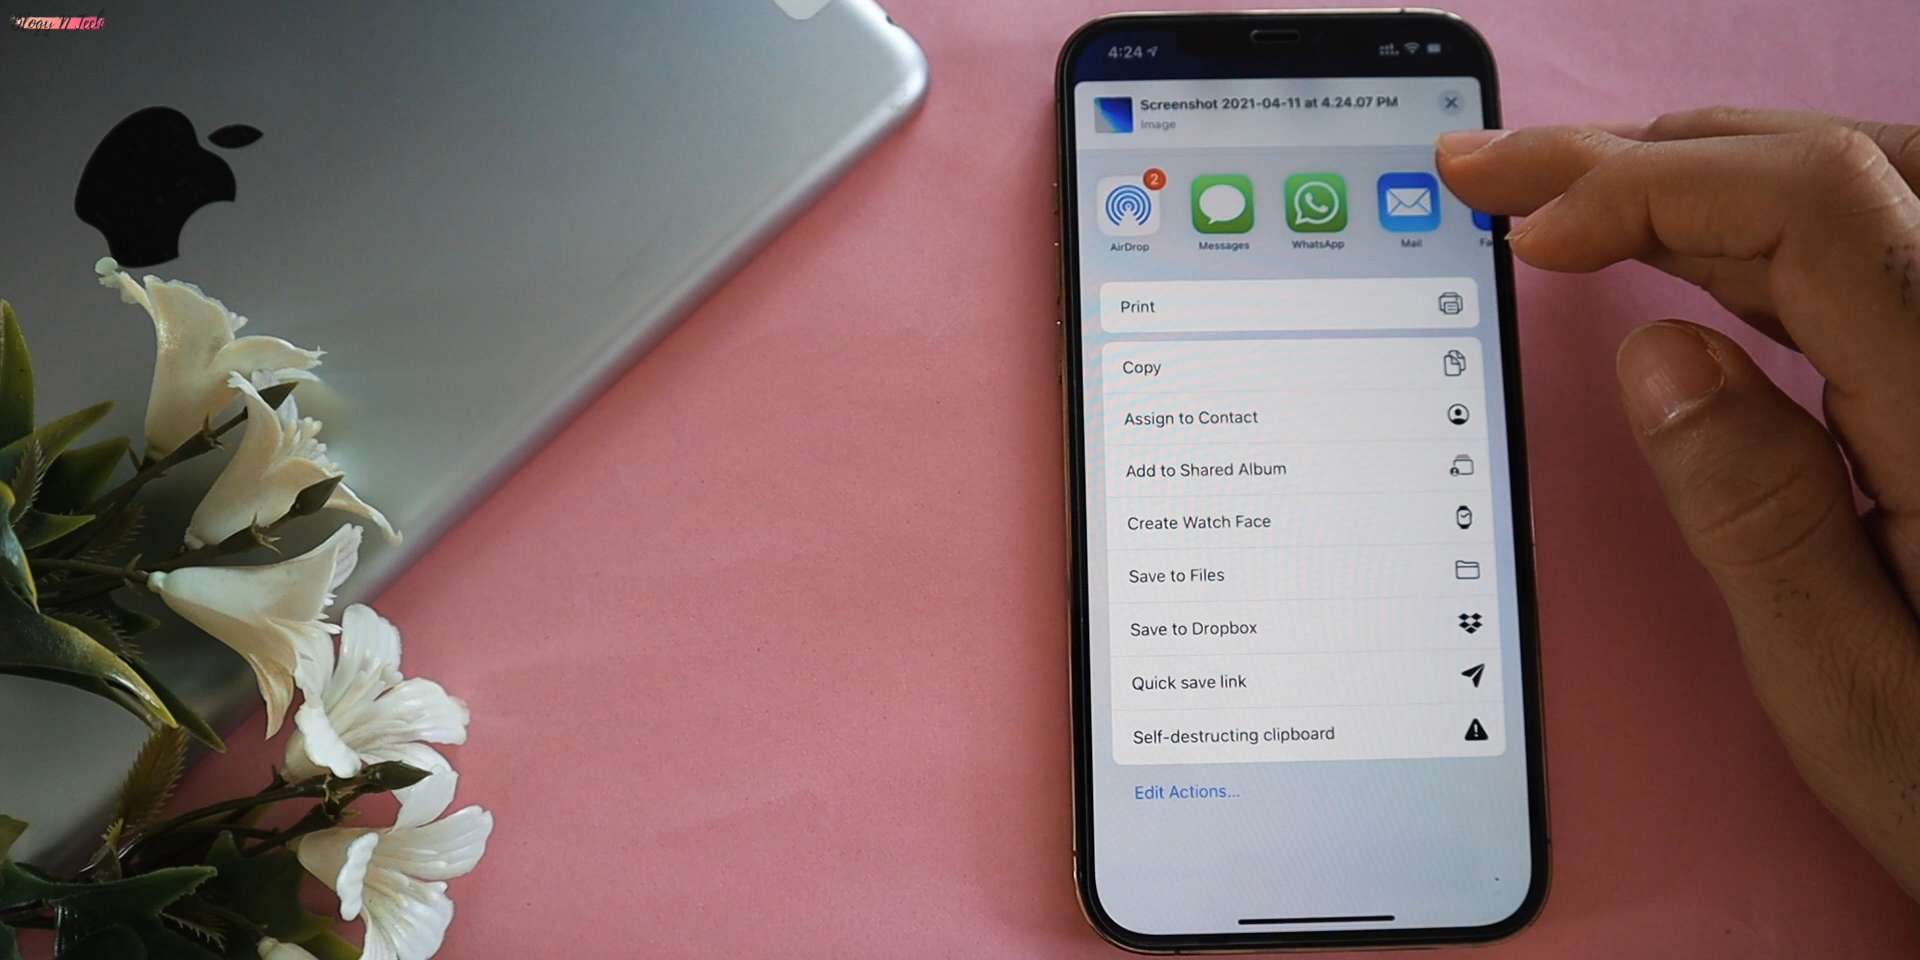 4:24
Screenshot 2021-04-11 at 4.24.07 PM
Image
2
AirDrop
Messages
WhatsApp
Mail
Fa
Print
Copy
Assign to Contact
Add to Shared Album
Create Watch Face
Save to Files
Save to Dropbox
Quick save link
Self-destructing clipboard
Edit Actions...